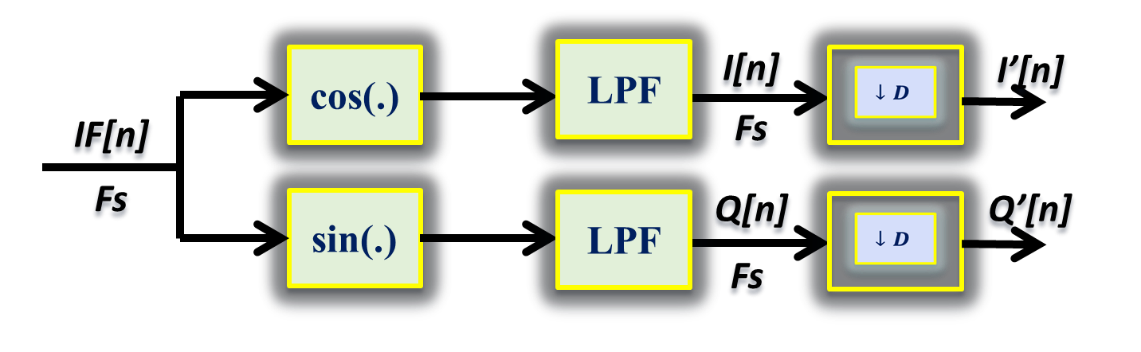 IF[n]
Fs
cos(.)
LPF
I[n]
Fs
↓ D
I’[n]
sin(.)
LPF
Q[n]
Fs
↓ D
Q’[n]